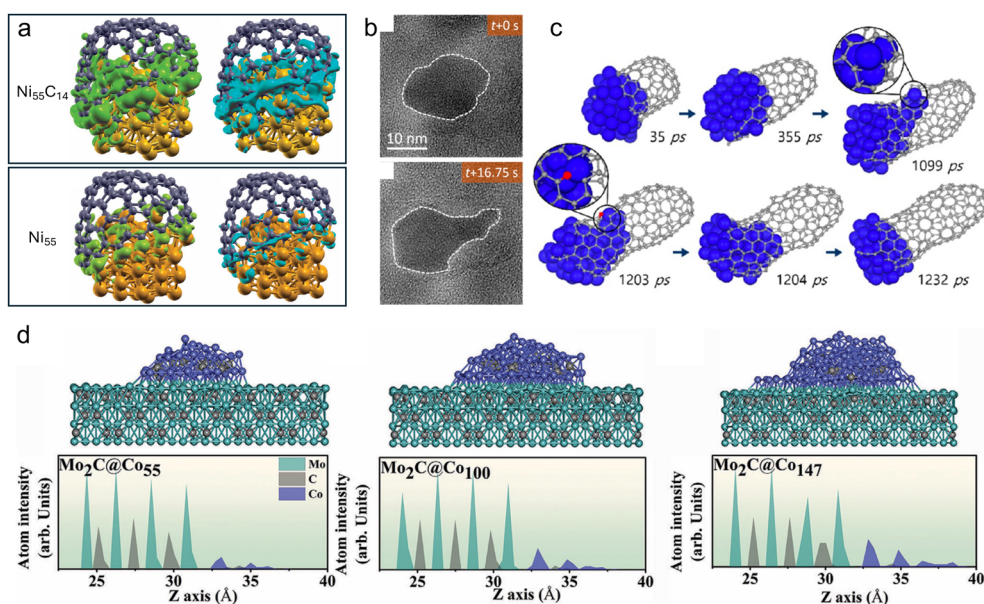 a
Ni₅₅C₁₄
Ni₅₅
b
t+0 s
10 nm
t+16.75 s
c
35 ps
355 ps
1099 ps
1203 ps
1204 ps
1232 ps
d
Mo₂C@Co₅₅
Mo
C
Co
Atom intensity
(arb. Units)
25
30
35
40
Z axis (Å)
Mo₂C@Co₁₀₀
Atom intensity
(arb. Units)
25
30
35
40
Z axis (Å)
Mo₂C@Co₁₄₇
Atom intensity
(arb. Units)
25
30
35
40
Z axis (Å)